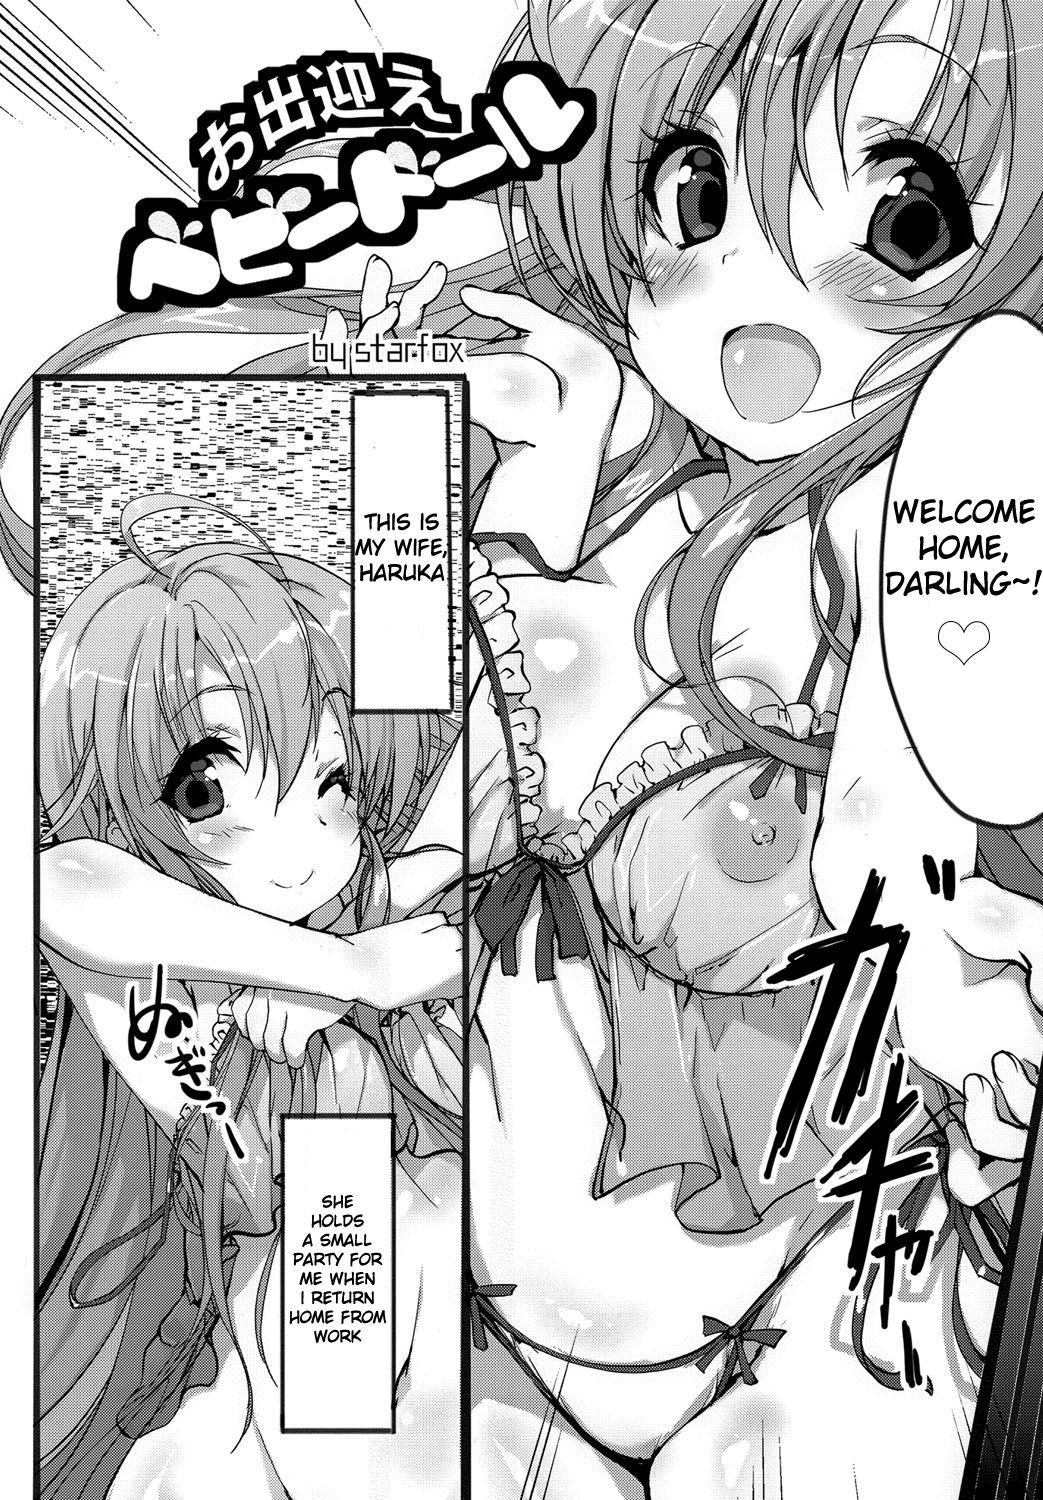 お出迎え
ベビードール
by starfox
WELCOME
HOME,
DARLING~!
♡
ガチャ
THIS IS
MY WIFE,
HARUKA
ぬ・ぎっー
SHE
HOLDS
A SMALL
PARTY FOR
ME WHEN
I RETURN
HOME FROM
WORK